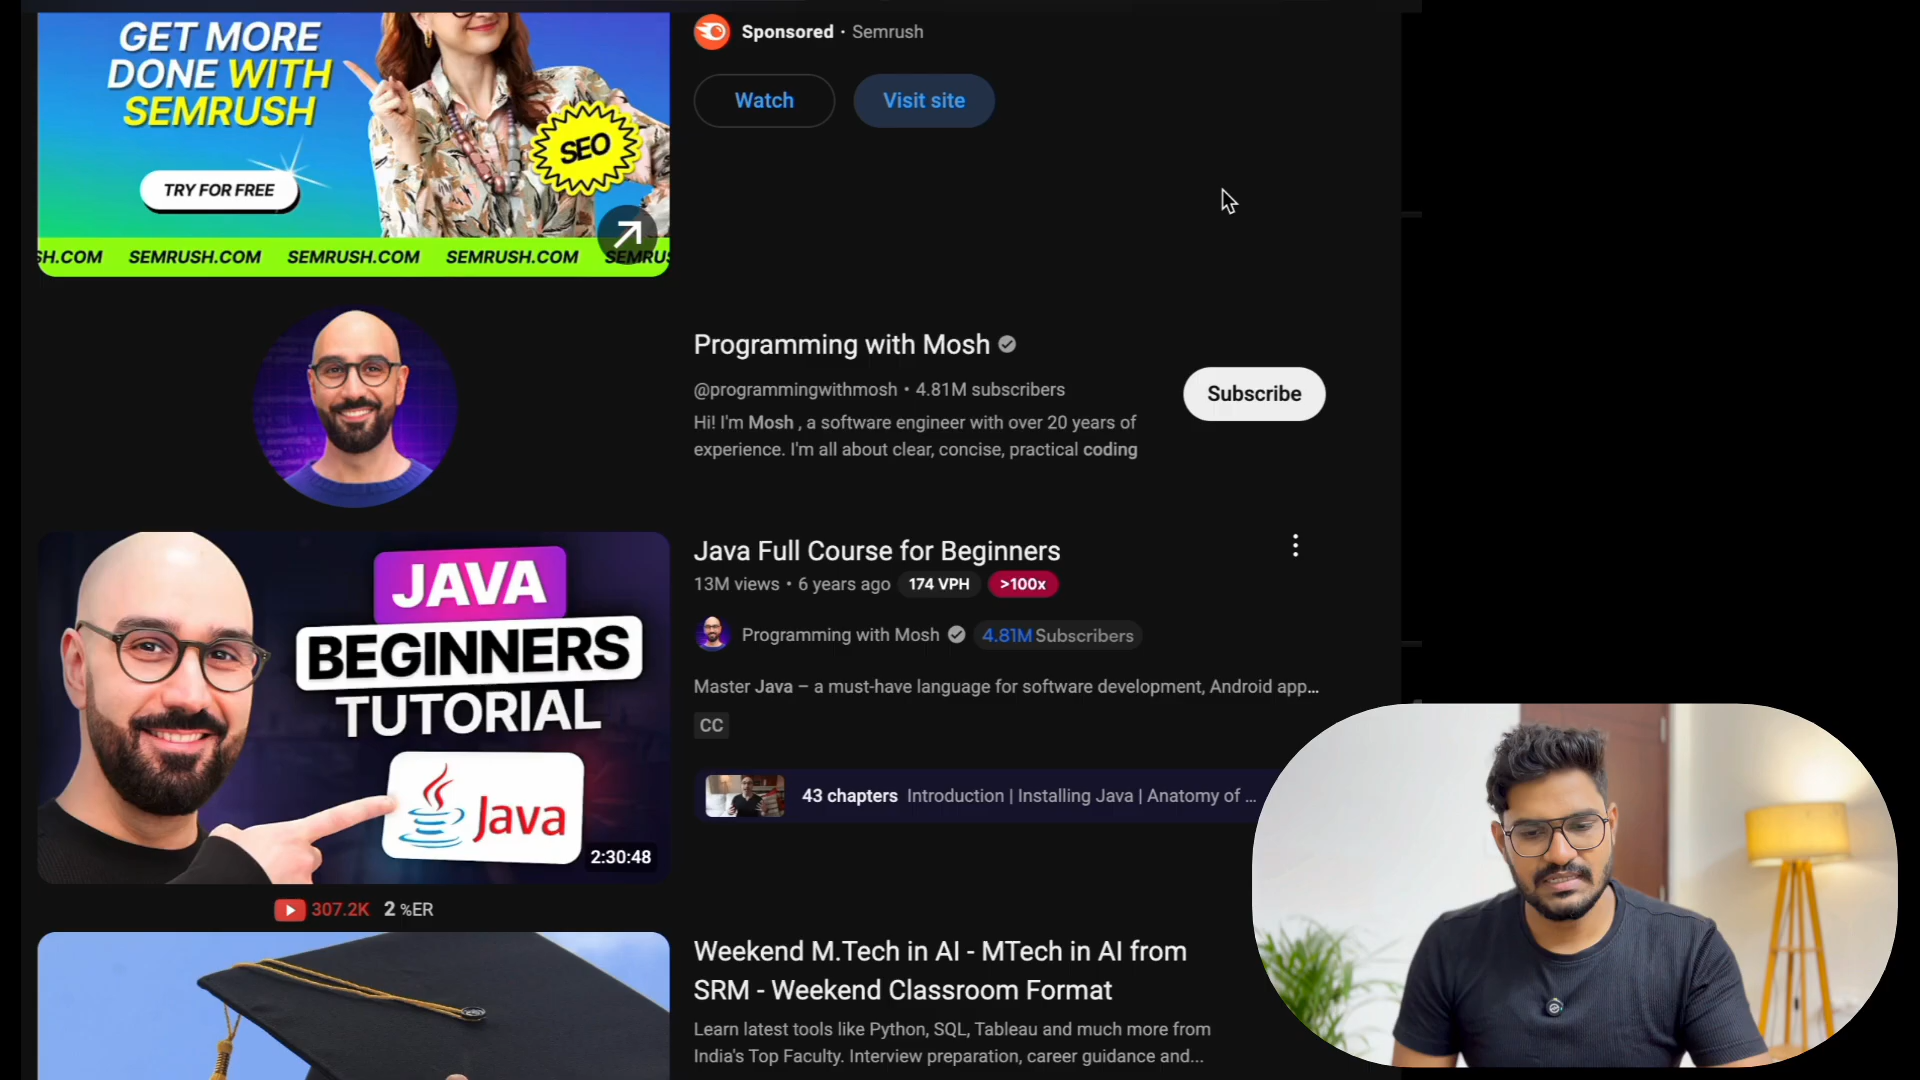 GET MORE
DONE WITH
SEMRUSH
TRY FOR FREE
SEO
SH.COM SEMRUSH.COM SEMRUSH.COM SEMRUSH.COM SEMRUS
Sponsored · Semrush
Watch
Visit site
Programming with Mosh
@programmingwithmosh • 4.81M subscribers
Subscribe
Hi! I'm Mosh , a software engineer with over 20 years of
experience. I'm all about clear, concise, practical coding
JAVA
BEGINNERS
TUTORIAL
Java
2:30:48
307.2K 2 %ER
Java Full Course for Beginners
13M views • 6 years ago 174 VPH >100x
Programming with Mosh 4.81M Subscribers
Master Java – a must-have language for software development, Android app...
CC
43 chapters Introduction | Installing Java | Anatomy of ...
Weekend M.Tech in AI - MTech in AI from
SRM - Weekend Classroom Format
Learn latest tools like Python, SQL, Tableau and much more from
India's Top Faculty. Interview preparation, career guidance and...